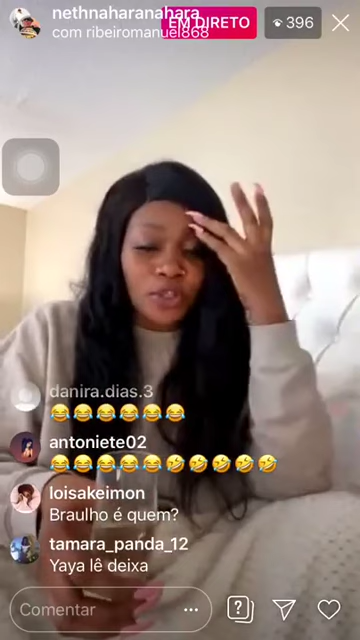 nethnaharanahara
com ribeiromanuel868
EM DIRETO
396
danira.dias.3
😂😂😂😂😂😂
antoniete02
😂😂😂😂😂🤣🤣🤣🤣🤣
loisakeimon
Braulho é quem?
tamara_panda_12
Yaya lê deixa
Comentar